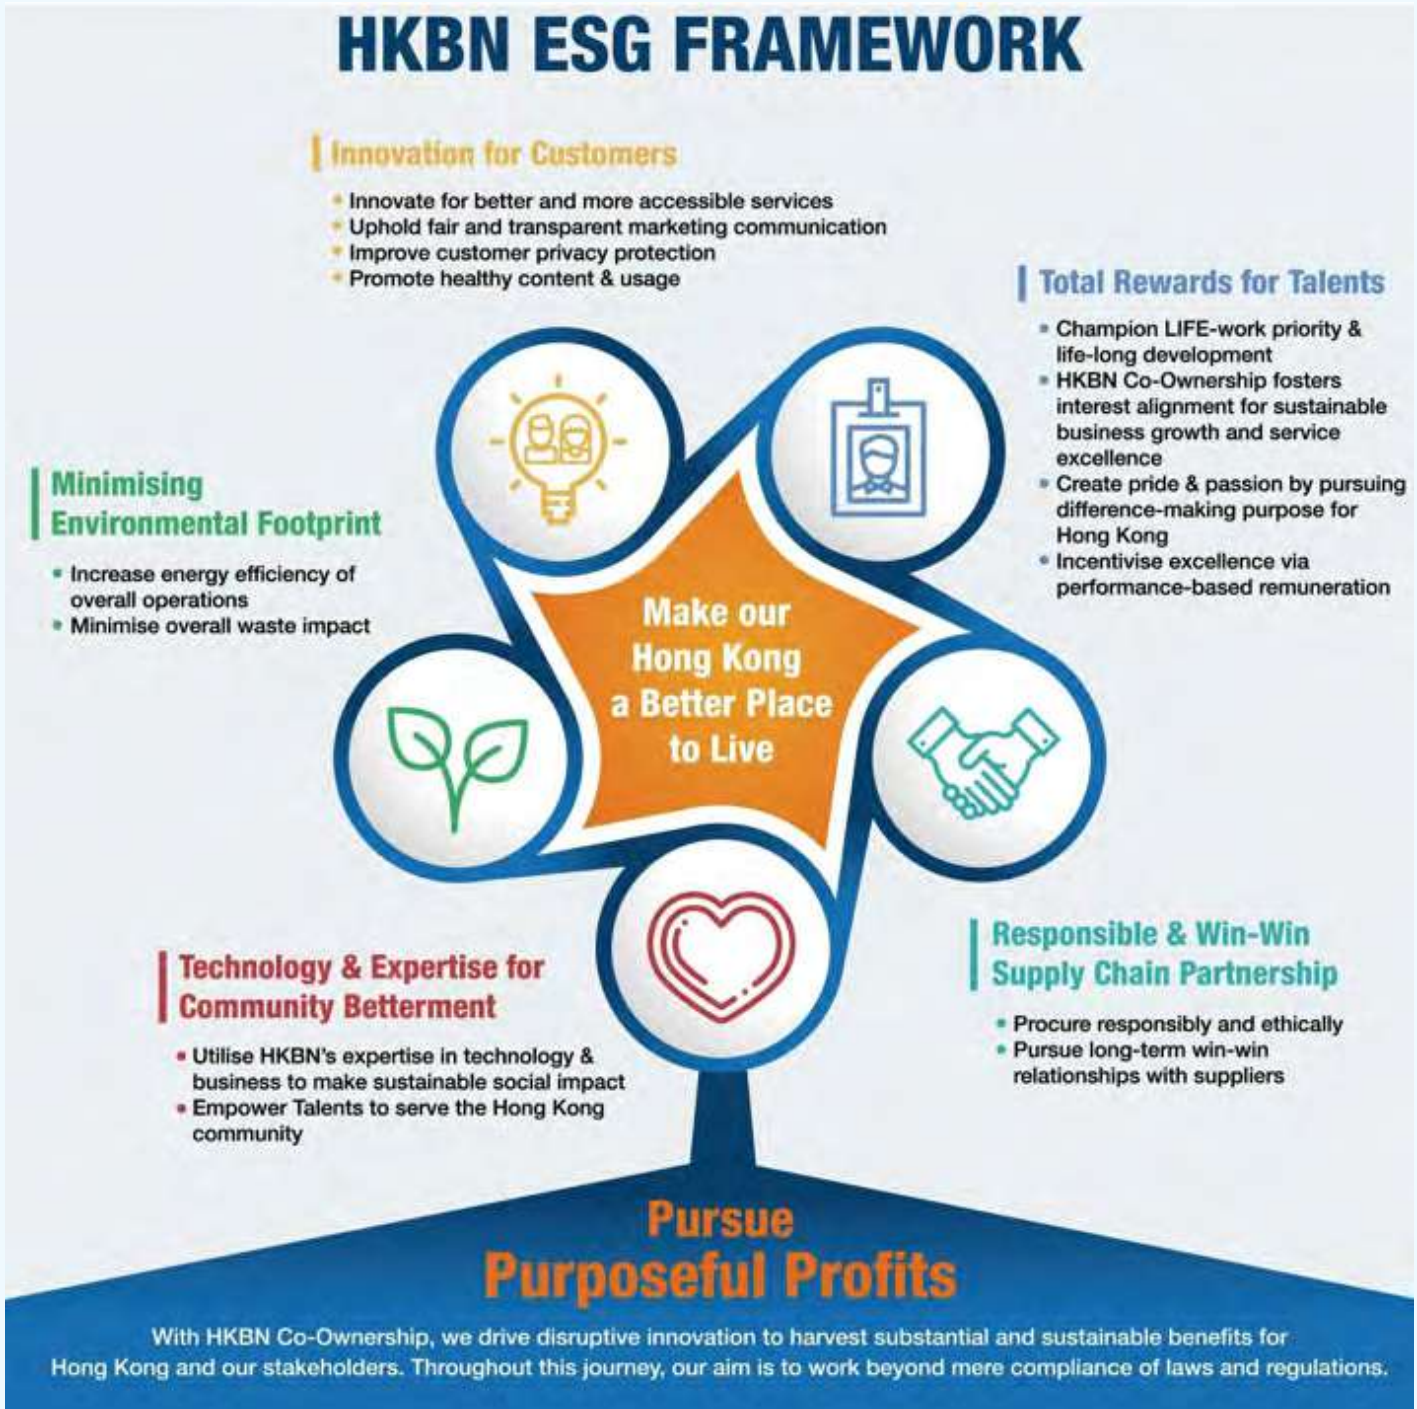 HKBN ESG FRAMEWORK
Innovation for Customers
• Innovate for better and more accessible services
• Uphold fair and transparent marketing communication
• Improve customer privacy protection
• Promote healthy content & usage
Total Rewards for Talents
• Champion LIFE-work priority &
life-long development
• HKBN Co-Ownership fosters
interest alignment for sustainable
business growth and service
excellence
• Create pride & passion by pursuing
difference-making purpose for
Hong Kong
• Incentivise excellence via
performance-based remuneration
Minimising
Environmental Footprint
• Increase energy efficiency of
overall operations
• Minimise overall waste impact
Make our
Hong Kong
a Better Place
to Live
Responsible & Win-Win
Supply Chain Partnership
• Procure responsibly and ethically
• Pursue long-term win-win
relationships with suppliers
Technology & Expertise for
Community Betterment
• Utilise HKBN's expertise in technology &
business to make sustainable social impact
• Empower Talents to serve the Hong Kong
community
Pursue
Purposeful Profits
With HKBN Co-Ownership, we drive disruptive innovation to harvest substantial and sustainable benefits for
Hong Kong and our stakeholders. Throughout this journey, our aim is to work beyond mere compliance of laws and regulations.